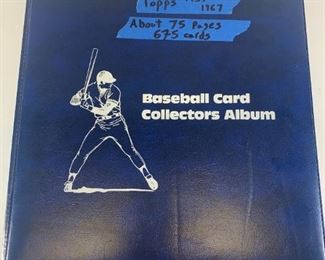 Topps
1967
About 75 Pages
675 cards
Baseball Card
Collectors Album